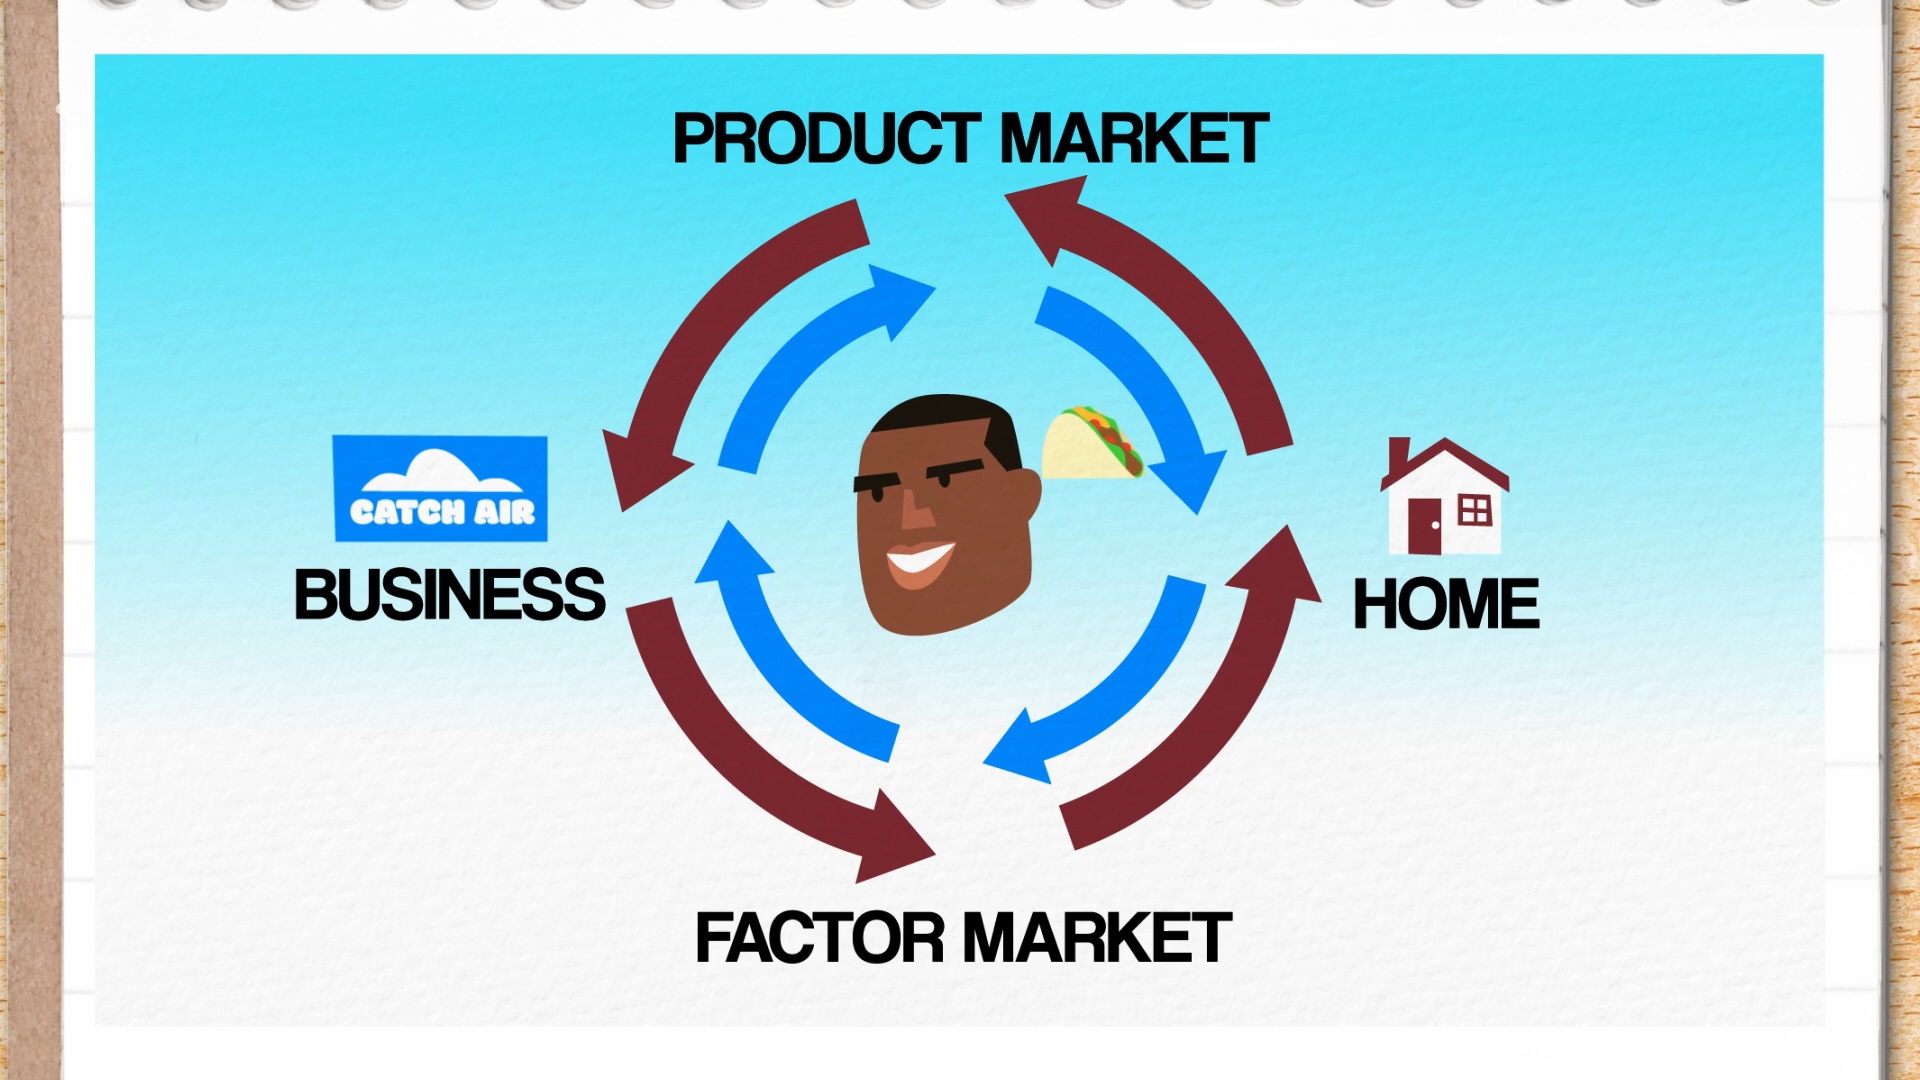 PRODUCT MARKET
CATCH AIR
BUSINESS
HOME
FACTOR MARKET